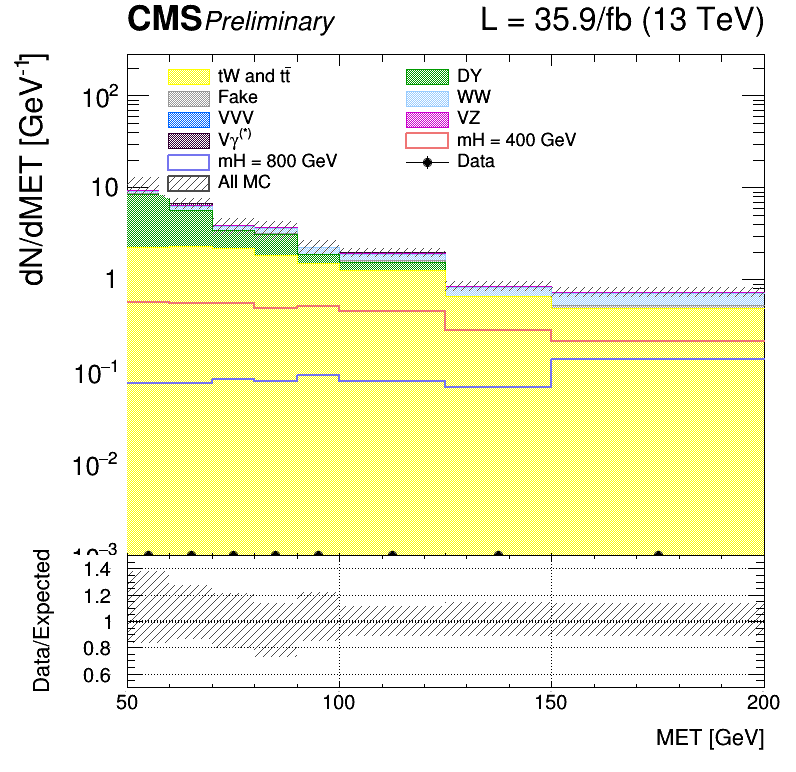 CMS Preliminary L = 35.9/fb (13 TeV)
dN/dMET [GeV⁻¹]
tW and tt̄ DY
Fake WW
VVV VZ
Vγ⁽*⁾ mH = 400 GeV
mH = 800 GeV Data
All MC
10²
10
1
10⁻¹
10⁻²
10⁻³
Data/Expected
1.4
1.2
1
0.8
0.6
50 100 150 200
MET [GeV]